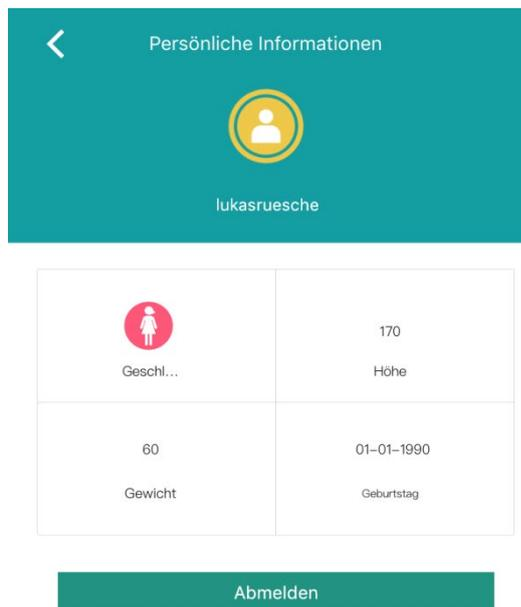 Persönliche Informationen
lukasruesche
Geschl...
170
Höhe
60
Gewicht
01-01-1990
Geburtstag
Abmelden